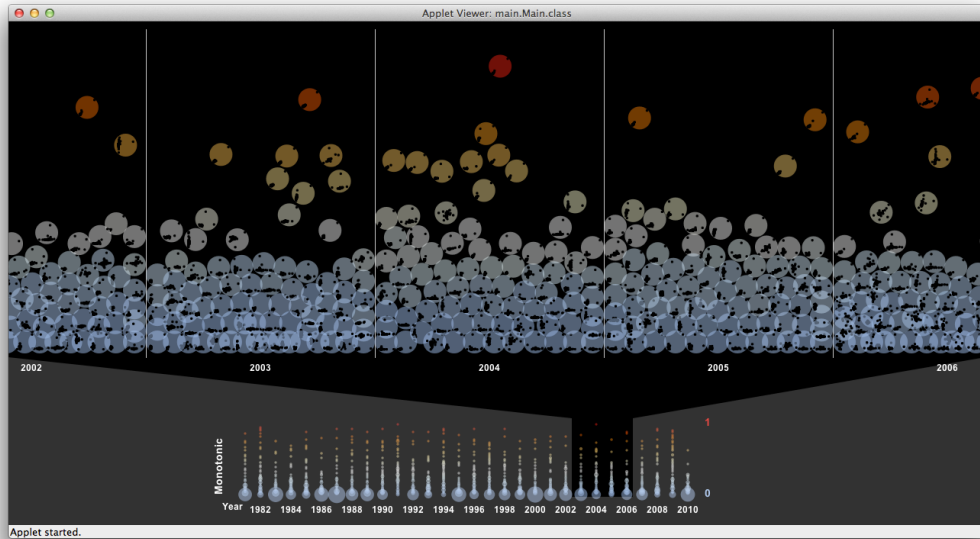 Applet Viewer: main.Main.class
2002 2003 2004 2005 2006
1
Monotonic
0
Year 1982 1984 1986 1988 1990 1992 1994 1996 1998 2000 2002 2004 2006 2008 2010
Applet started.